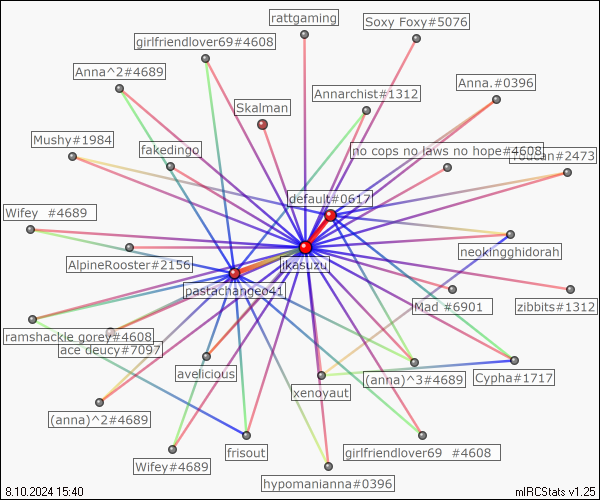 rattgaming
Soxy Foxy#5076
girlfriendlover69#4608
Anna^2#4689
Anna.#0396
Annarchist#1312
Skalman
Mushy#1984
fakedingo
no cops no laws no hope#4608
#2473
default#0617
Wifey #4689
neokingghidorah
ikasuzu
AlpineRooster#2156
pastachange041
Mad #6901
zibbits#1312
ramshackle gorey#4608
ace deucy#7097
avelicious
(anna)^3#4689
Cypha#1717
xenoyaut
(anna)^2#4689
frisout
girlfriendlover69 #4608
Wifey#4689
hypomanianna#0396
8.10.2024 15:40
mIRCStats v1.25